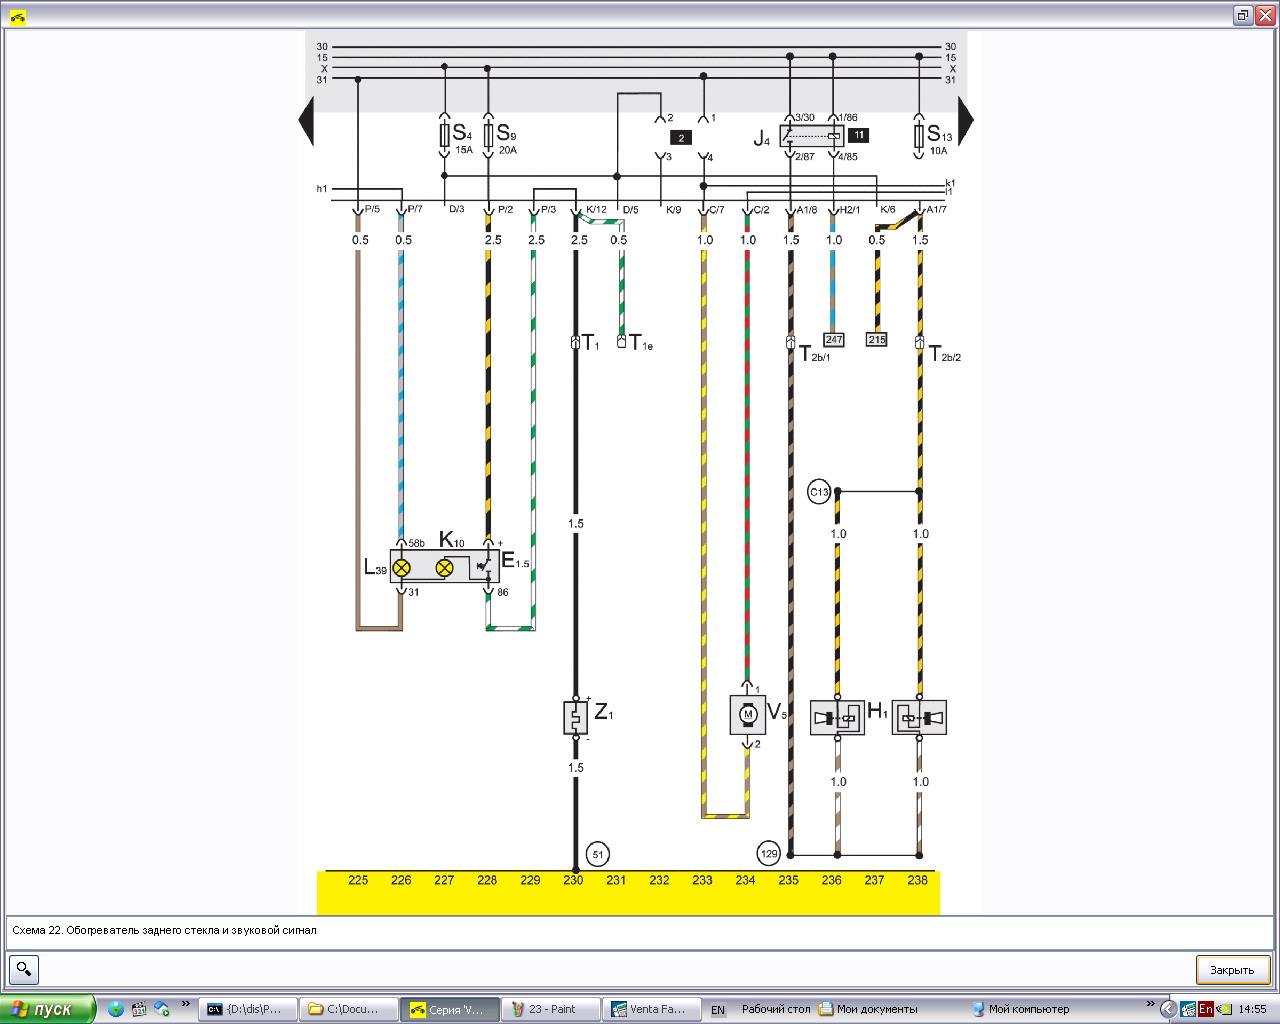 30 30
15 15
X X
31 31
2 1 3/30 1/86
S4 S9 2 J4 11 S13
15A 20A 10A
3 4 2/87 4/85
h1 k1
l1
P/5 P/7 D/3 P/2 P/3 K/12 D/5 K/9 C/7 C/2 A1/8 H2/1 K/6 A1/7
0.5 0.5 2.5 2.5 2.5 0.5 1.0 1.0 1.5 1.0 0.5 1.5
T1 T1e 247 215
T2b/1 T2b/2
C13
1.5
1.0 1.0
58b K10 +
L39 E1.5
31 86
1
+
Z1 M V5 H1
-
2
1.5
1.0 1.0
51 129
225 226 227 228 229 230 231 232 233 234 235 236 237 238
Схема 22. Обогреватель заднего стекла и звуковой сигнал
Закрыть
пуск
»
{D:\dis\P...
C:\Docu...
Серия 'V...
23 - Paint
Venta Fa...
EN
Рабочий стол
Мои документы
Мой компьютер
»
En
14:55